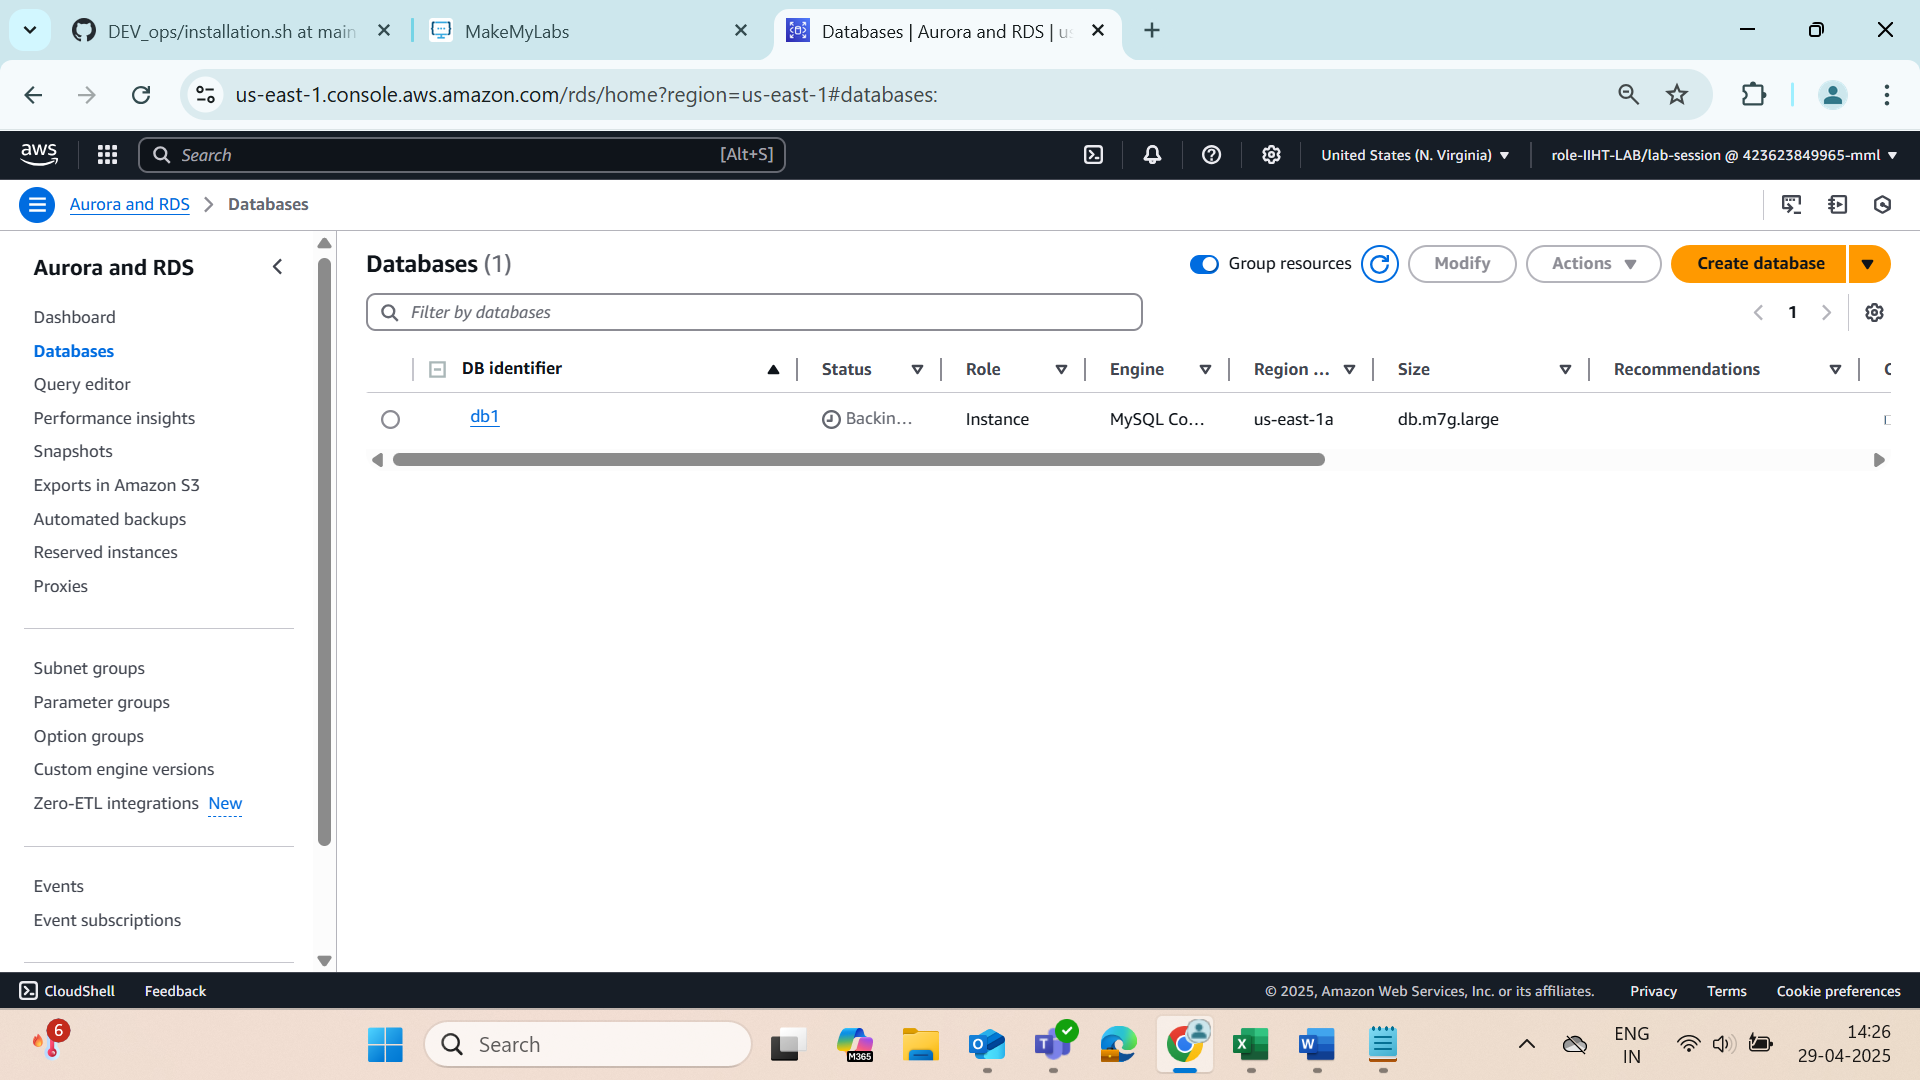 DEV_ops/installation.sh at main
MakeMyLabs
Databases | Aurora and RDS | us
us-east-1.console.aws.amazon.com/rds/home?region=us-east-1#databases:
aws
Search
[Alt+S]
United States (N. Virginia)
role-IIHT-LAB/lab-session @ 423623849965-mml
Aurora and RDS
Databases
Aurora and RDS
Dashboard
Databases
Query editor
Performance insights
Snapshots
Exports in Amazon S3
Automated backups
Reserved instances
Proxies
Subnet groups
Parameter groups
Option groups
Custom engine versions
Zero-ETL integrations New
Events
Event subscriptions
Databases (1)
Group resources
Modify
Actions
Create database
Filter by databases
1
DB identifier Status Role Engine Region ... Size Recommendations
db1 Backin... Instance MySQL Co... us-east-1a db.m7g.large
CloudShell
Feedback
© 2025, Amazon Web Services, Inc. or its affiliates.
Privacy
Terms
Cookie preferences
6
Search
M365
ENG
IN
14:26
29-04-2025